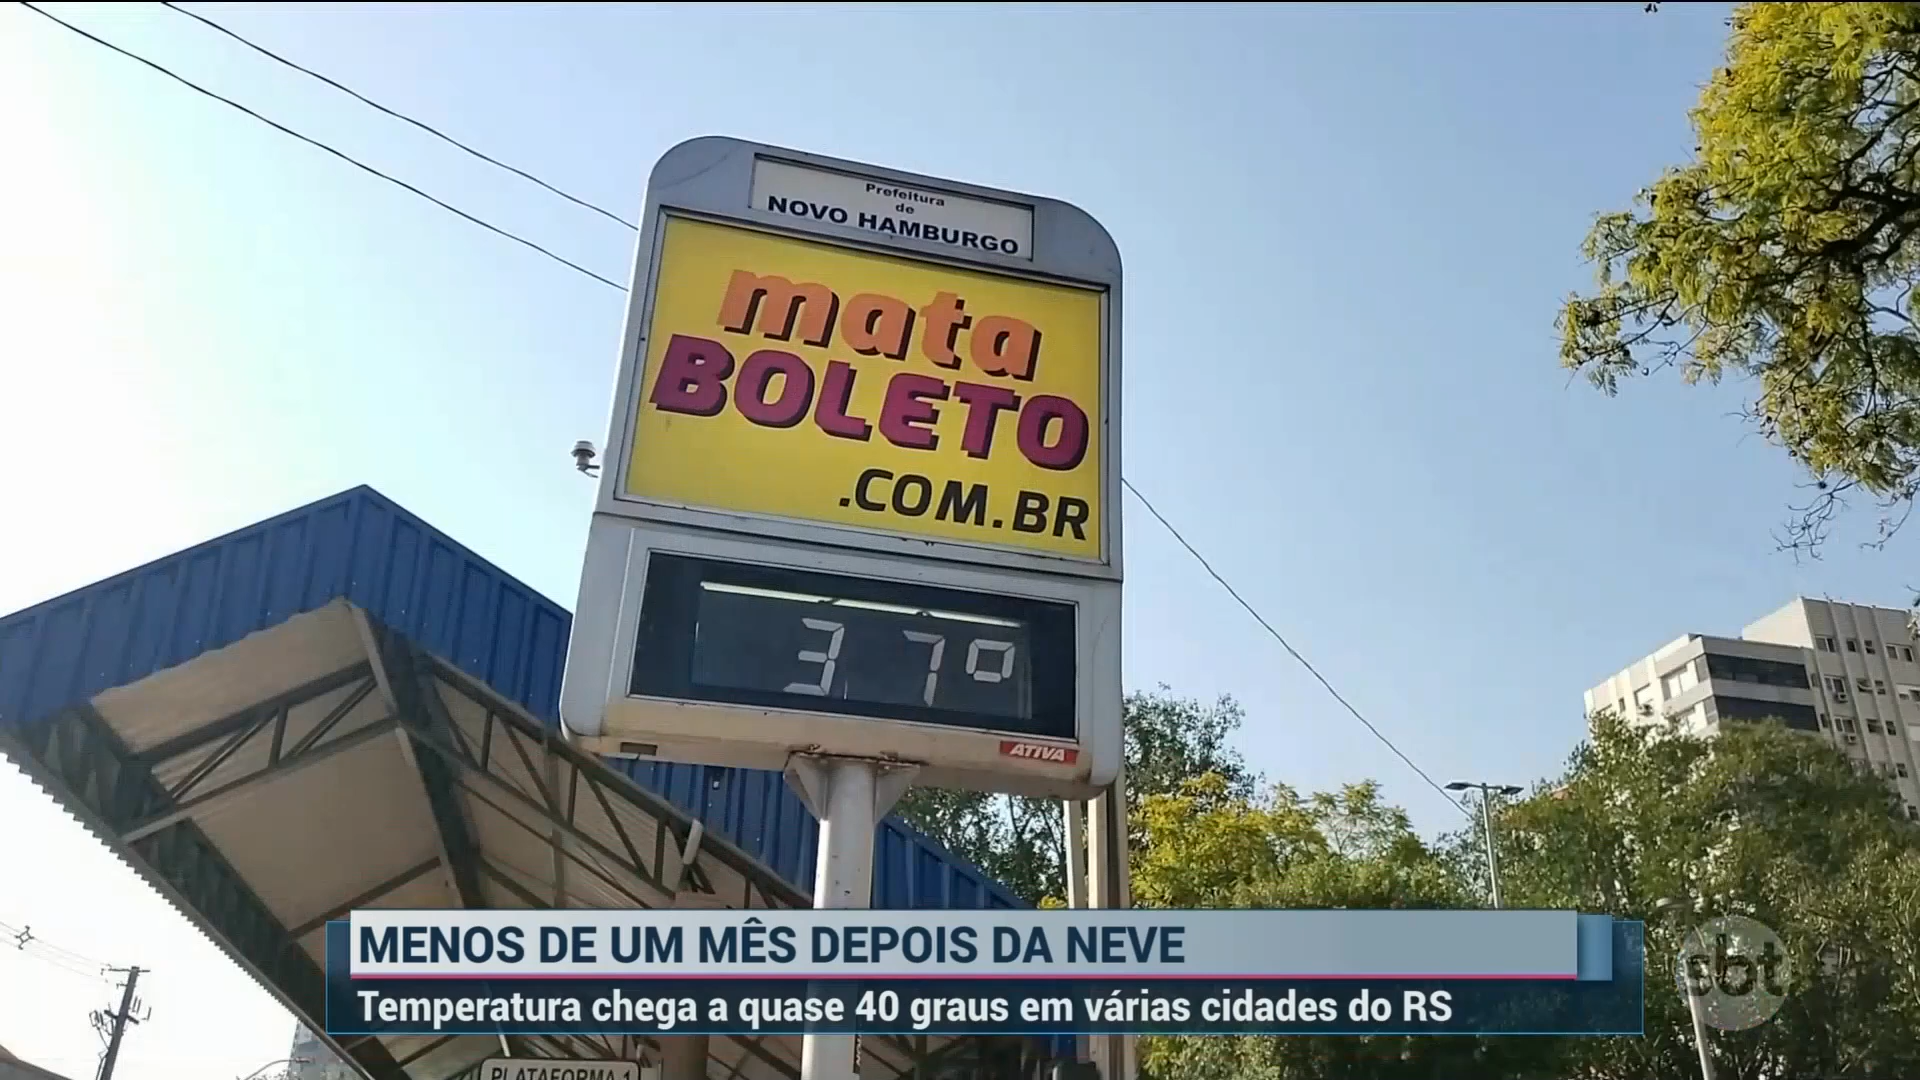 Prefeitura
de
NOVO HAMBURGO
mata
BOLETO
.COM.BR
37º
ATIVA
MENOS DE UM MÊS DEPOIS DA NEVE
Temperatura chega a quase 40 graus em várias cidades do RS
sbt
PLATAFORMA 1